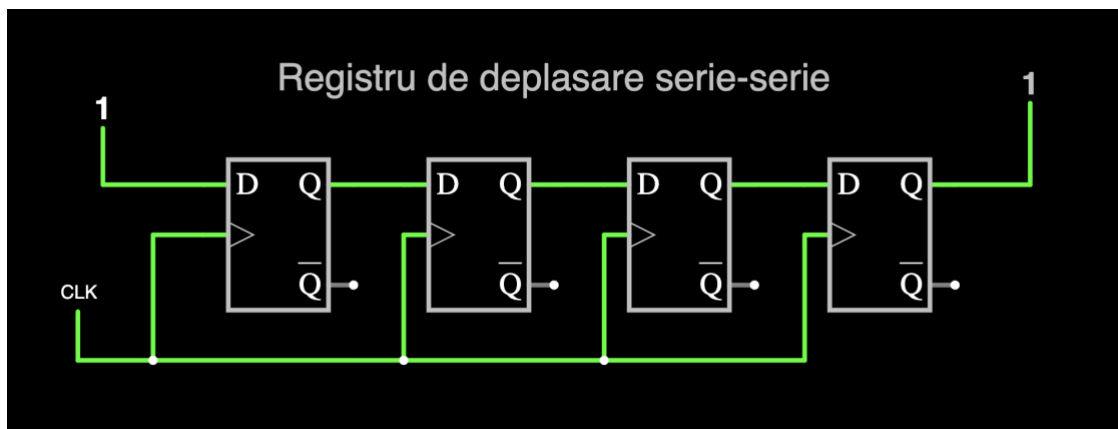 Registru de deplasare serie-serie
1
1
D Q
D Q
D Q
D Q
Q̅
Q̅
Q̅
Q̅
CLK